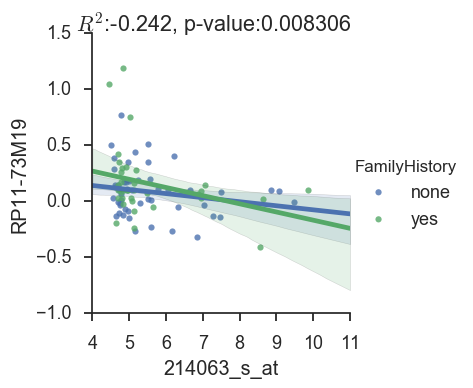 R²:-0.242, p-value:0.008306
1.5
1.0
0.5
0.0
−0.5
−1.0
RP11-73M19
4 5 6 7 8 9 10 11
214063_s_at
FamilyHistory
none
yes